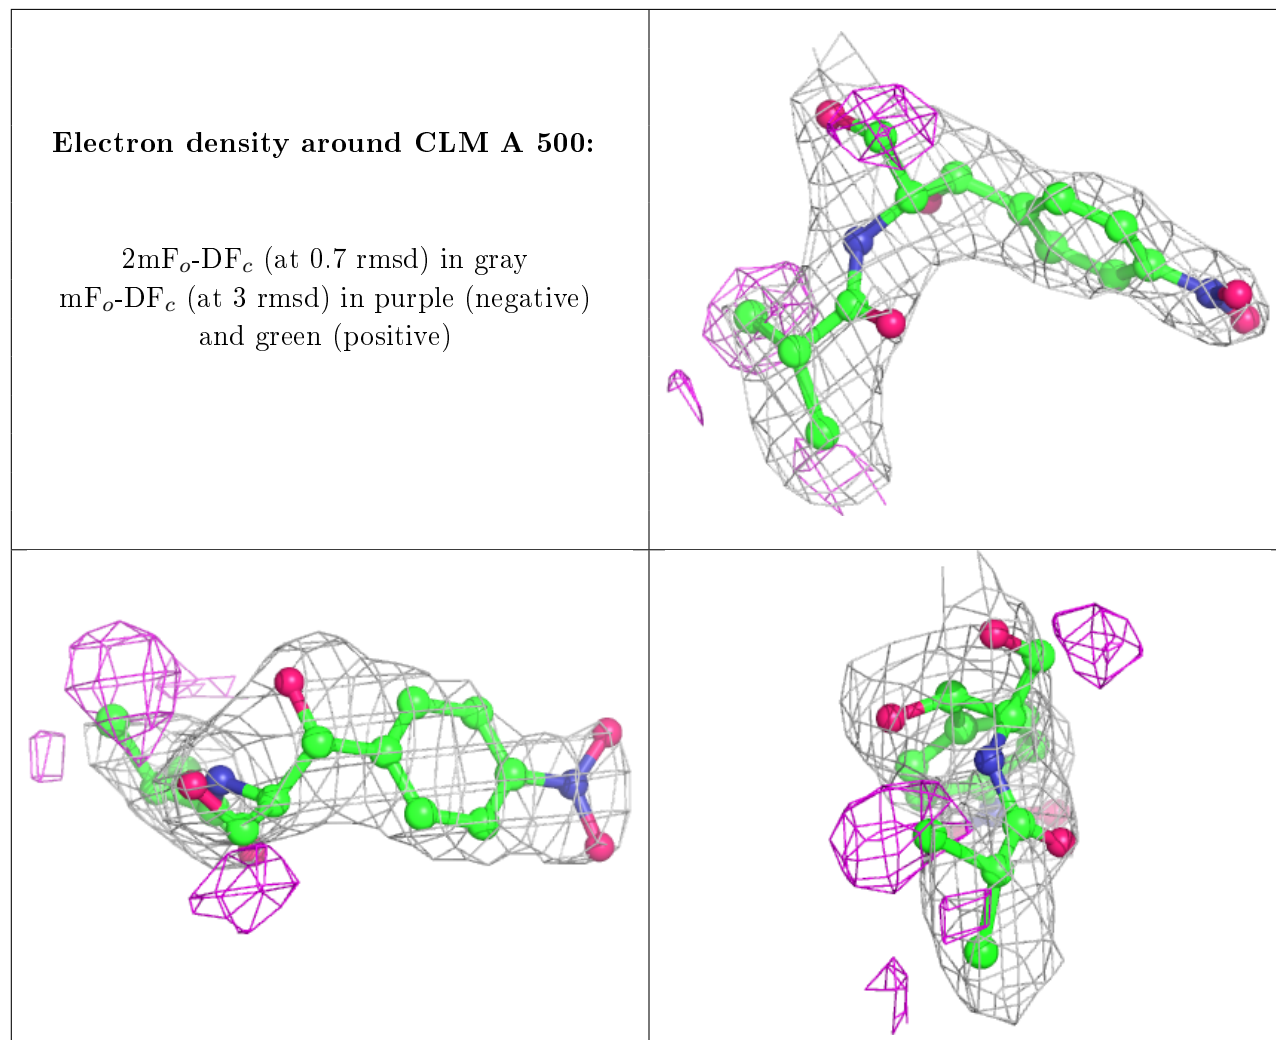 Electron density around CLM A 500:
2mFₒ-DF𝒸 (at 0.7 rmsd) in gray
mFₒ-DF𝒸 (at 3 rmsd) in purple (negative)
and green (positive)